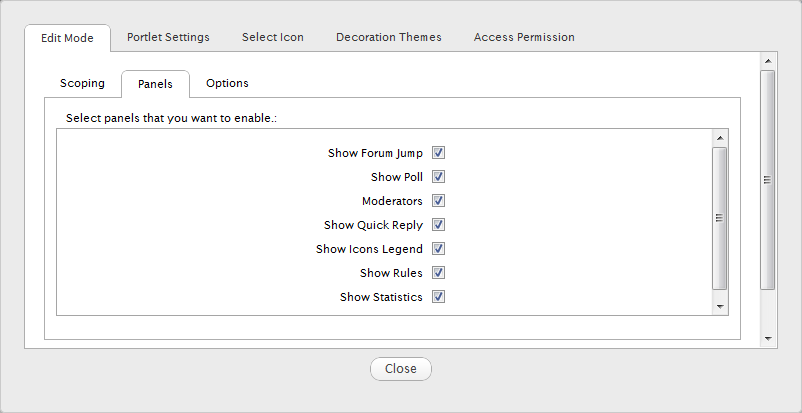 Edit Mode Portlet Settings Select Icon Decoration Themes Access Permission
Scoping Panels Options
Select panels that you want to enable.:
Show Forum Jump
Show Poll
Moderators
Show Quick Reply
Show Icons Legend
Show Rules
Show Statistics
Close